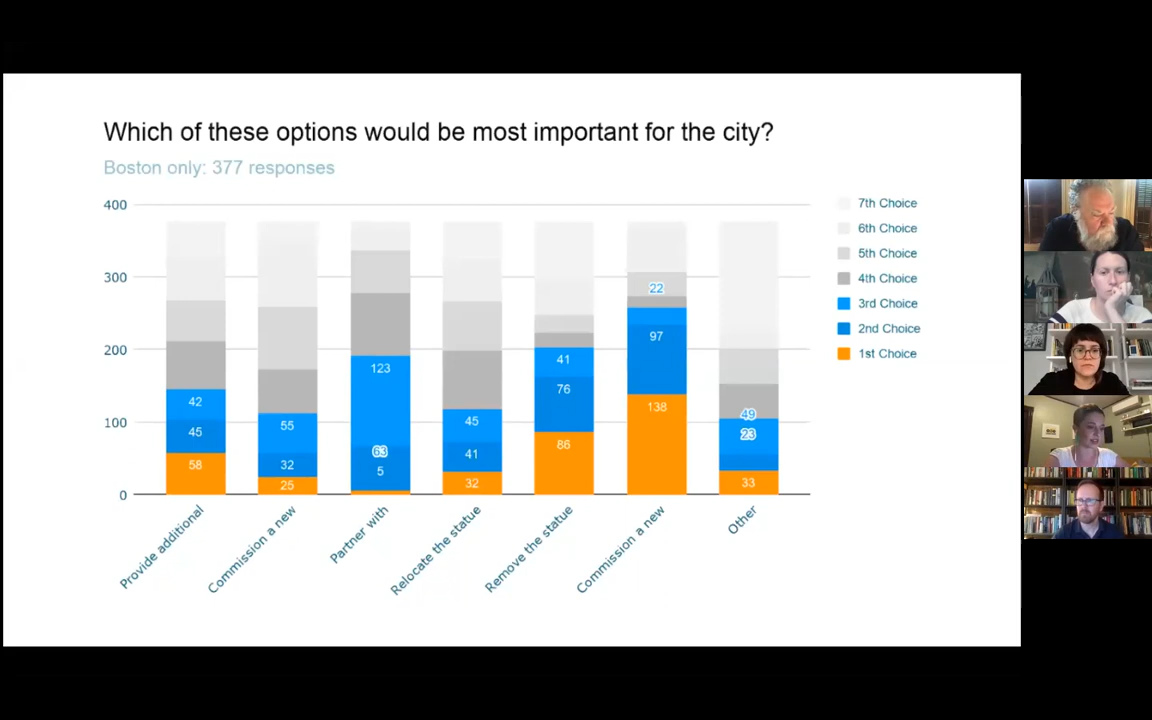 Which of these options would be most important for the city?
Boston only: 377 responses
400
300
200
100
0
7th Choice
6th Choice
5th Choice
4th Choice
3rd Choice
2nd Choice
1st Choice
42
45
58
55
32
25
123
63
5
45
41
32
41
76
86
22
97
138
49
23
33
Provide additional
Commission a new
Partner with
Relocate the statue
Remove the statue
Commission a new
Other